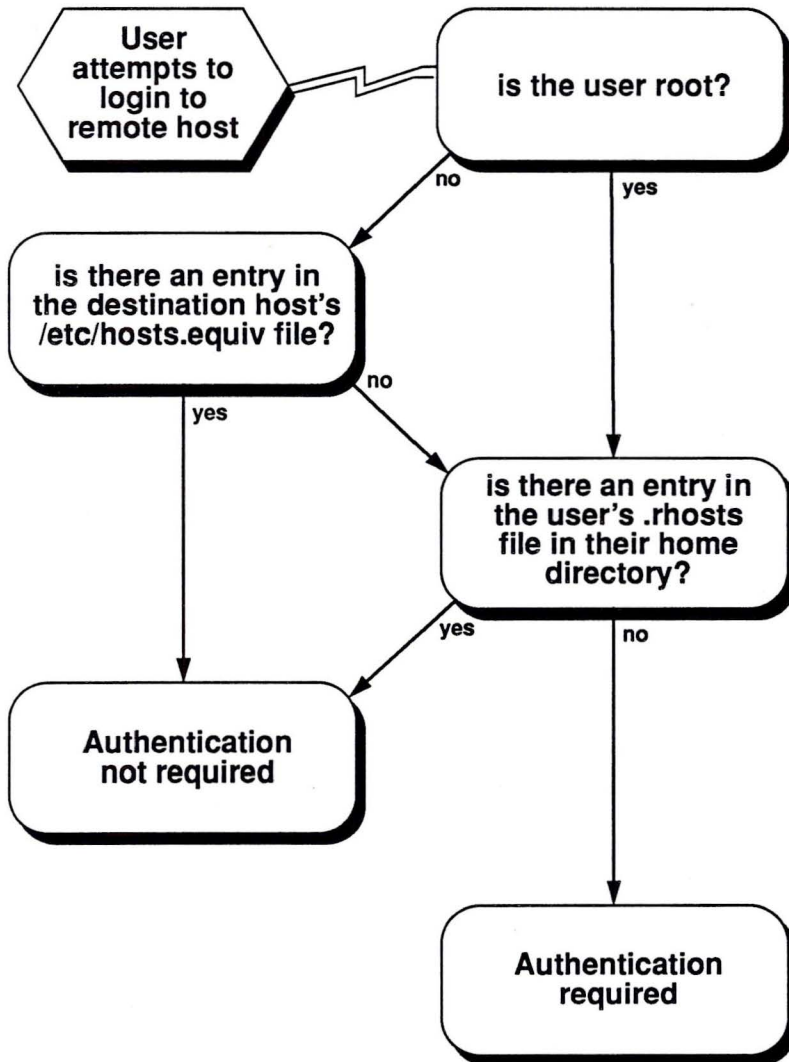 User
attempts to
login to
remote host
is the user root?
no
yes
is there an entry in
the destination host's
/etc/hosts.equiv file?
no
yes
is there an entry in
the user's .rhosts
file in their home
directory?
yes
no
Authentication
not required
Authentication
required